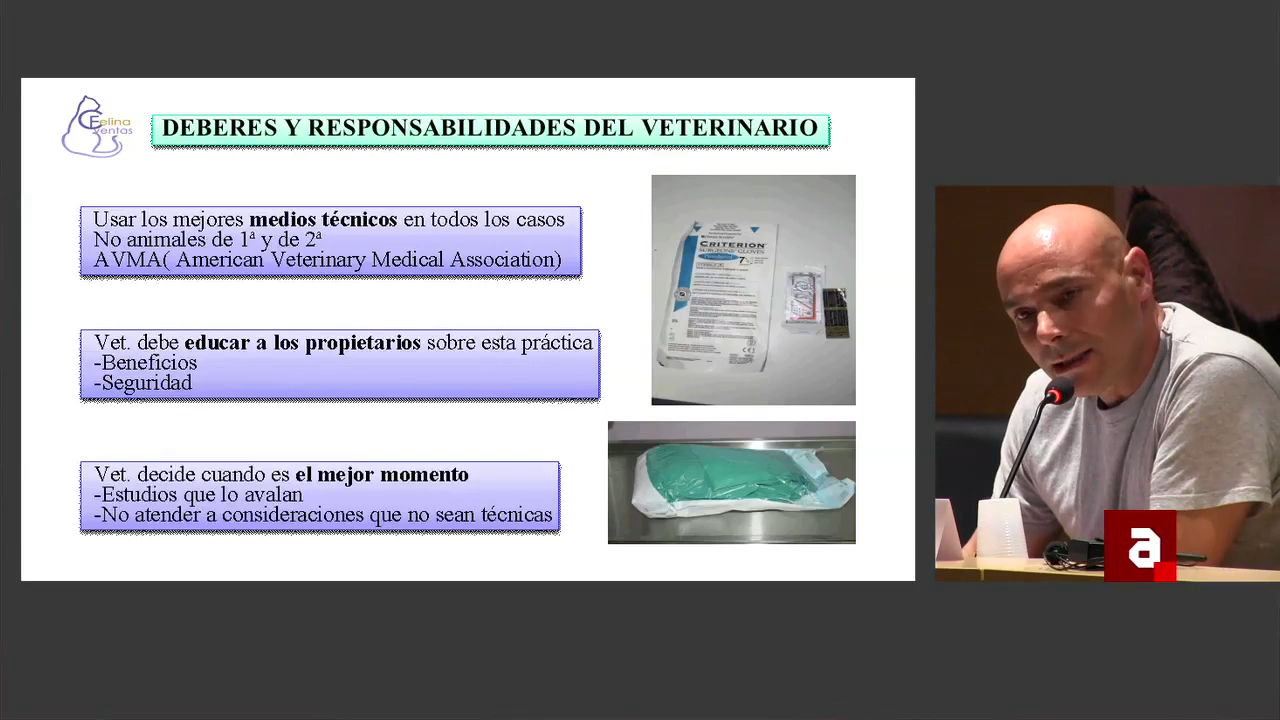 Felina
Ventas
DEBERES Y RESPONSABILIDADES DEL VETERINARIO
Usar los mejores medios técnicos en todos los casos
No animales de 1ª y de 2ª
AVMA( American Veterinary Medical Association)
Vet. debe educar a los propietarios sobre esta práctica
-Beneficios
-Seguridad
Vet. decide cuando es el mejor momento
-Estudios que lo avalan
-No atender a consideraciones que no sean técnicas
CRITERION
SURGEONS' GLOVES
7½
a